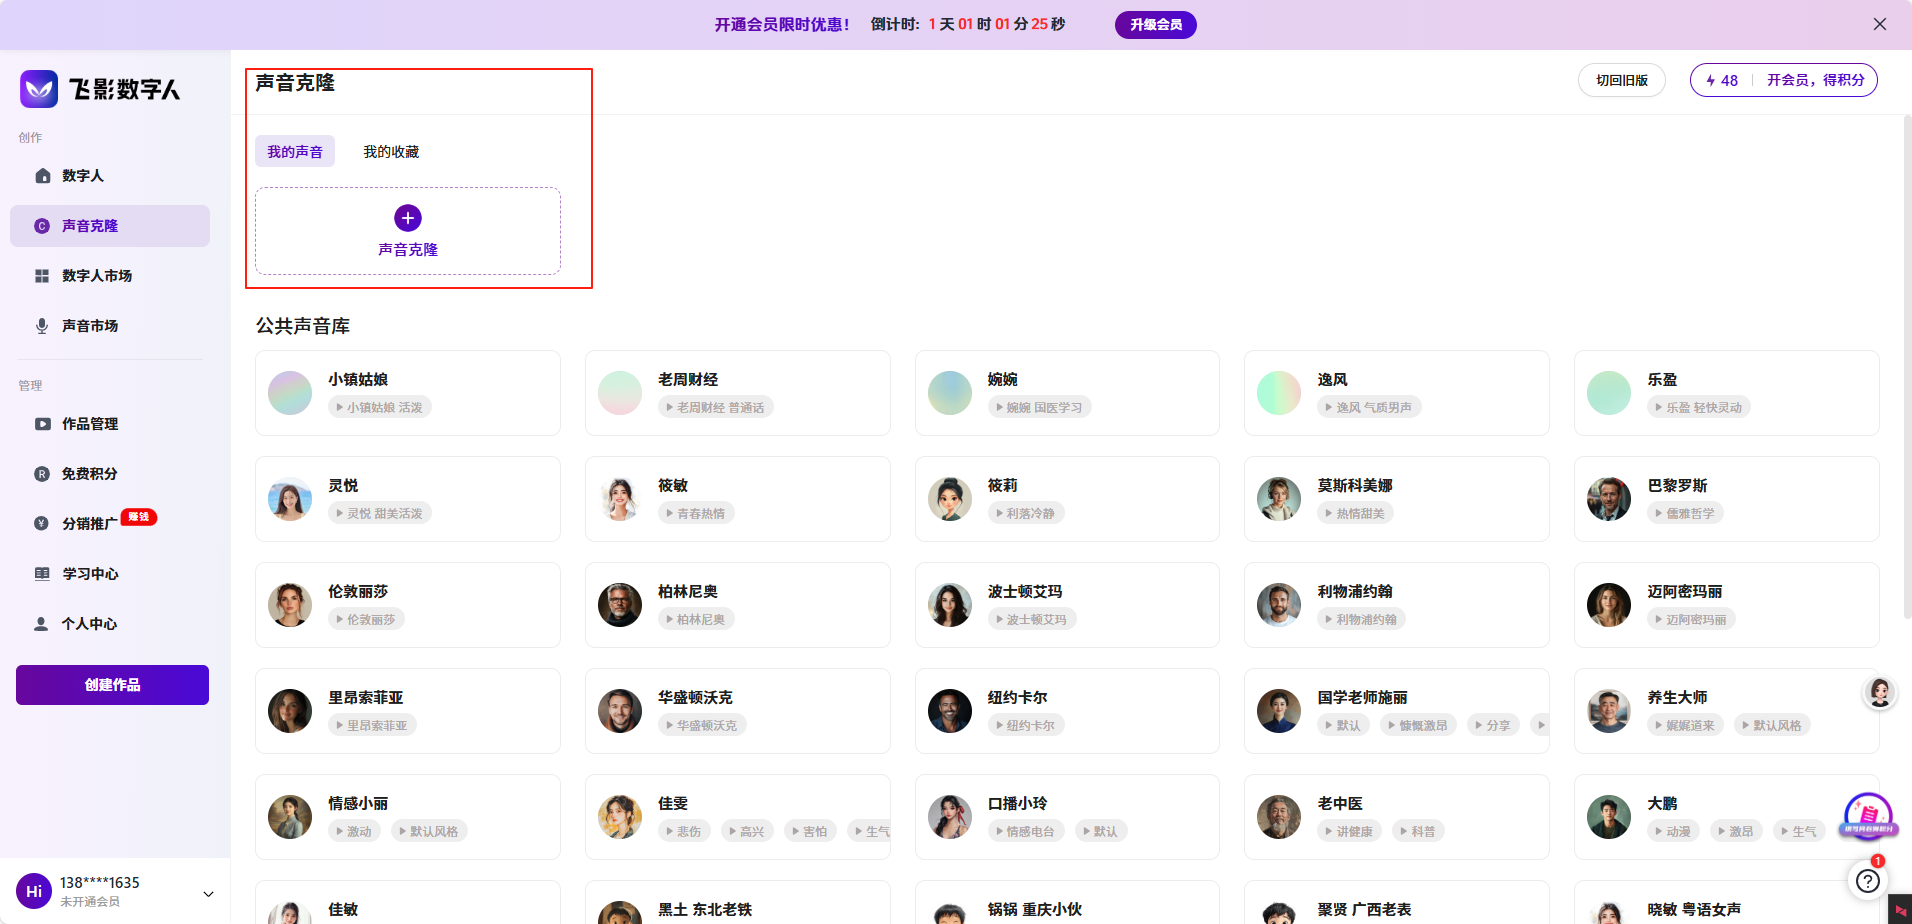 开通会员限时优惠！ 倒计时: 1 天 01 时 01 分 25 秒 升级会员
飞影数字人
创作
数字人
声音克隆
数字人市场
声音市场
管理
作品管理
免费积分
分销推广 赚钱
学习中心
个人中心
创建作品
Hi 138****1635
未开通会员
声音克隆
切回旧版 48 开会员，得积分
我的声音 我的收藏
声音克隆
公共声音库
小镇姑娘 老周财经 婉婉 逸风 乐盈
小镇姑娘 活泼 老周财经 普通话 婉婉 国医学习 逸风 气质男声 乐盈 轻快灵动
灵悦 筱敏 筱莉 莫斯科美娜 巴黎罗斯
灵悦 甜美活泼 青春热情 利落冷静 热情甜美 儒雅哲学
伦敦丽莎 柏林尼奥 波士顿艾玛 利物浦约翰 迈阿密玛丽
伦敦丽莎 柏林尼奥 波士顿艾玛 利物浦约翰 迈阿密玛丽
里昂索菲亚 华盛顿沃克 纽约卡尔 国学老师施丽 养生大师
里昂索菲亚 华盛顿沃克 纽约卡尔 默认 慷慨激昂 分享 娓娓道来 默认风格
情感小丽 佳雯 口播小玲 老中医 大鹏
激动 默认风格 悲伤 高兴 害怕 生气 情感电台 默认 讲健康 科普 动漫 激昂 生气
佳敏 黑土 东北老铁 锅锅 重庆小伙 聚贤 广西老表 晓敏 粤语女声
1